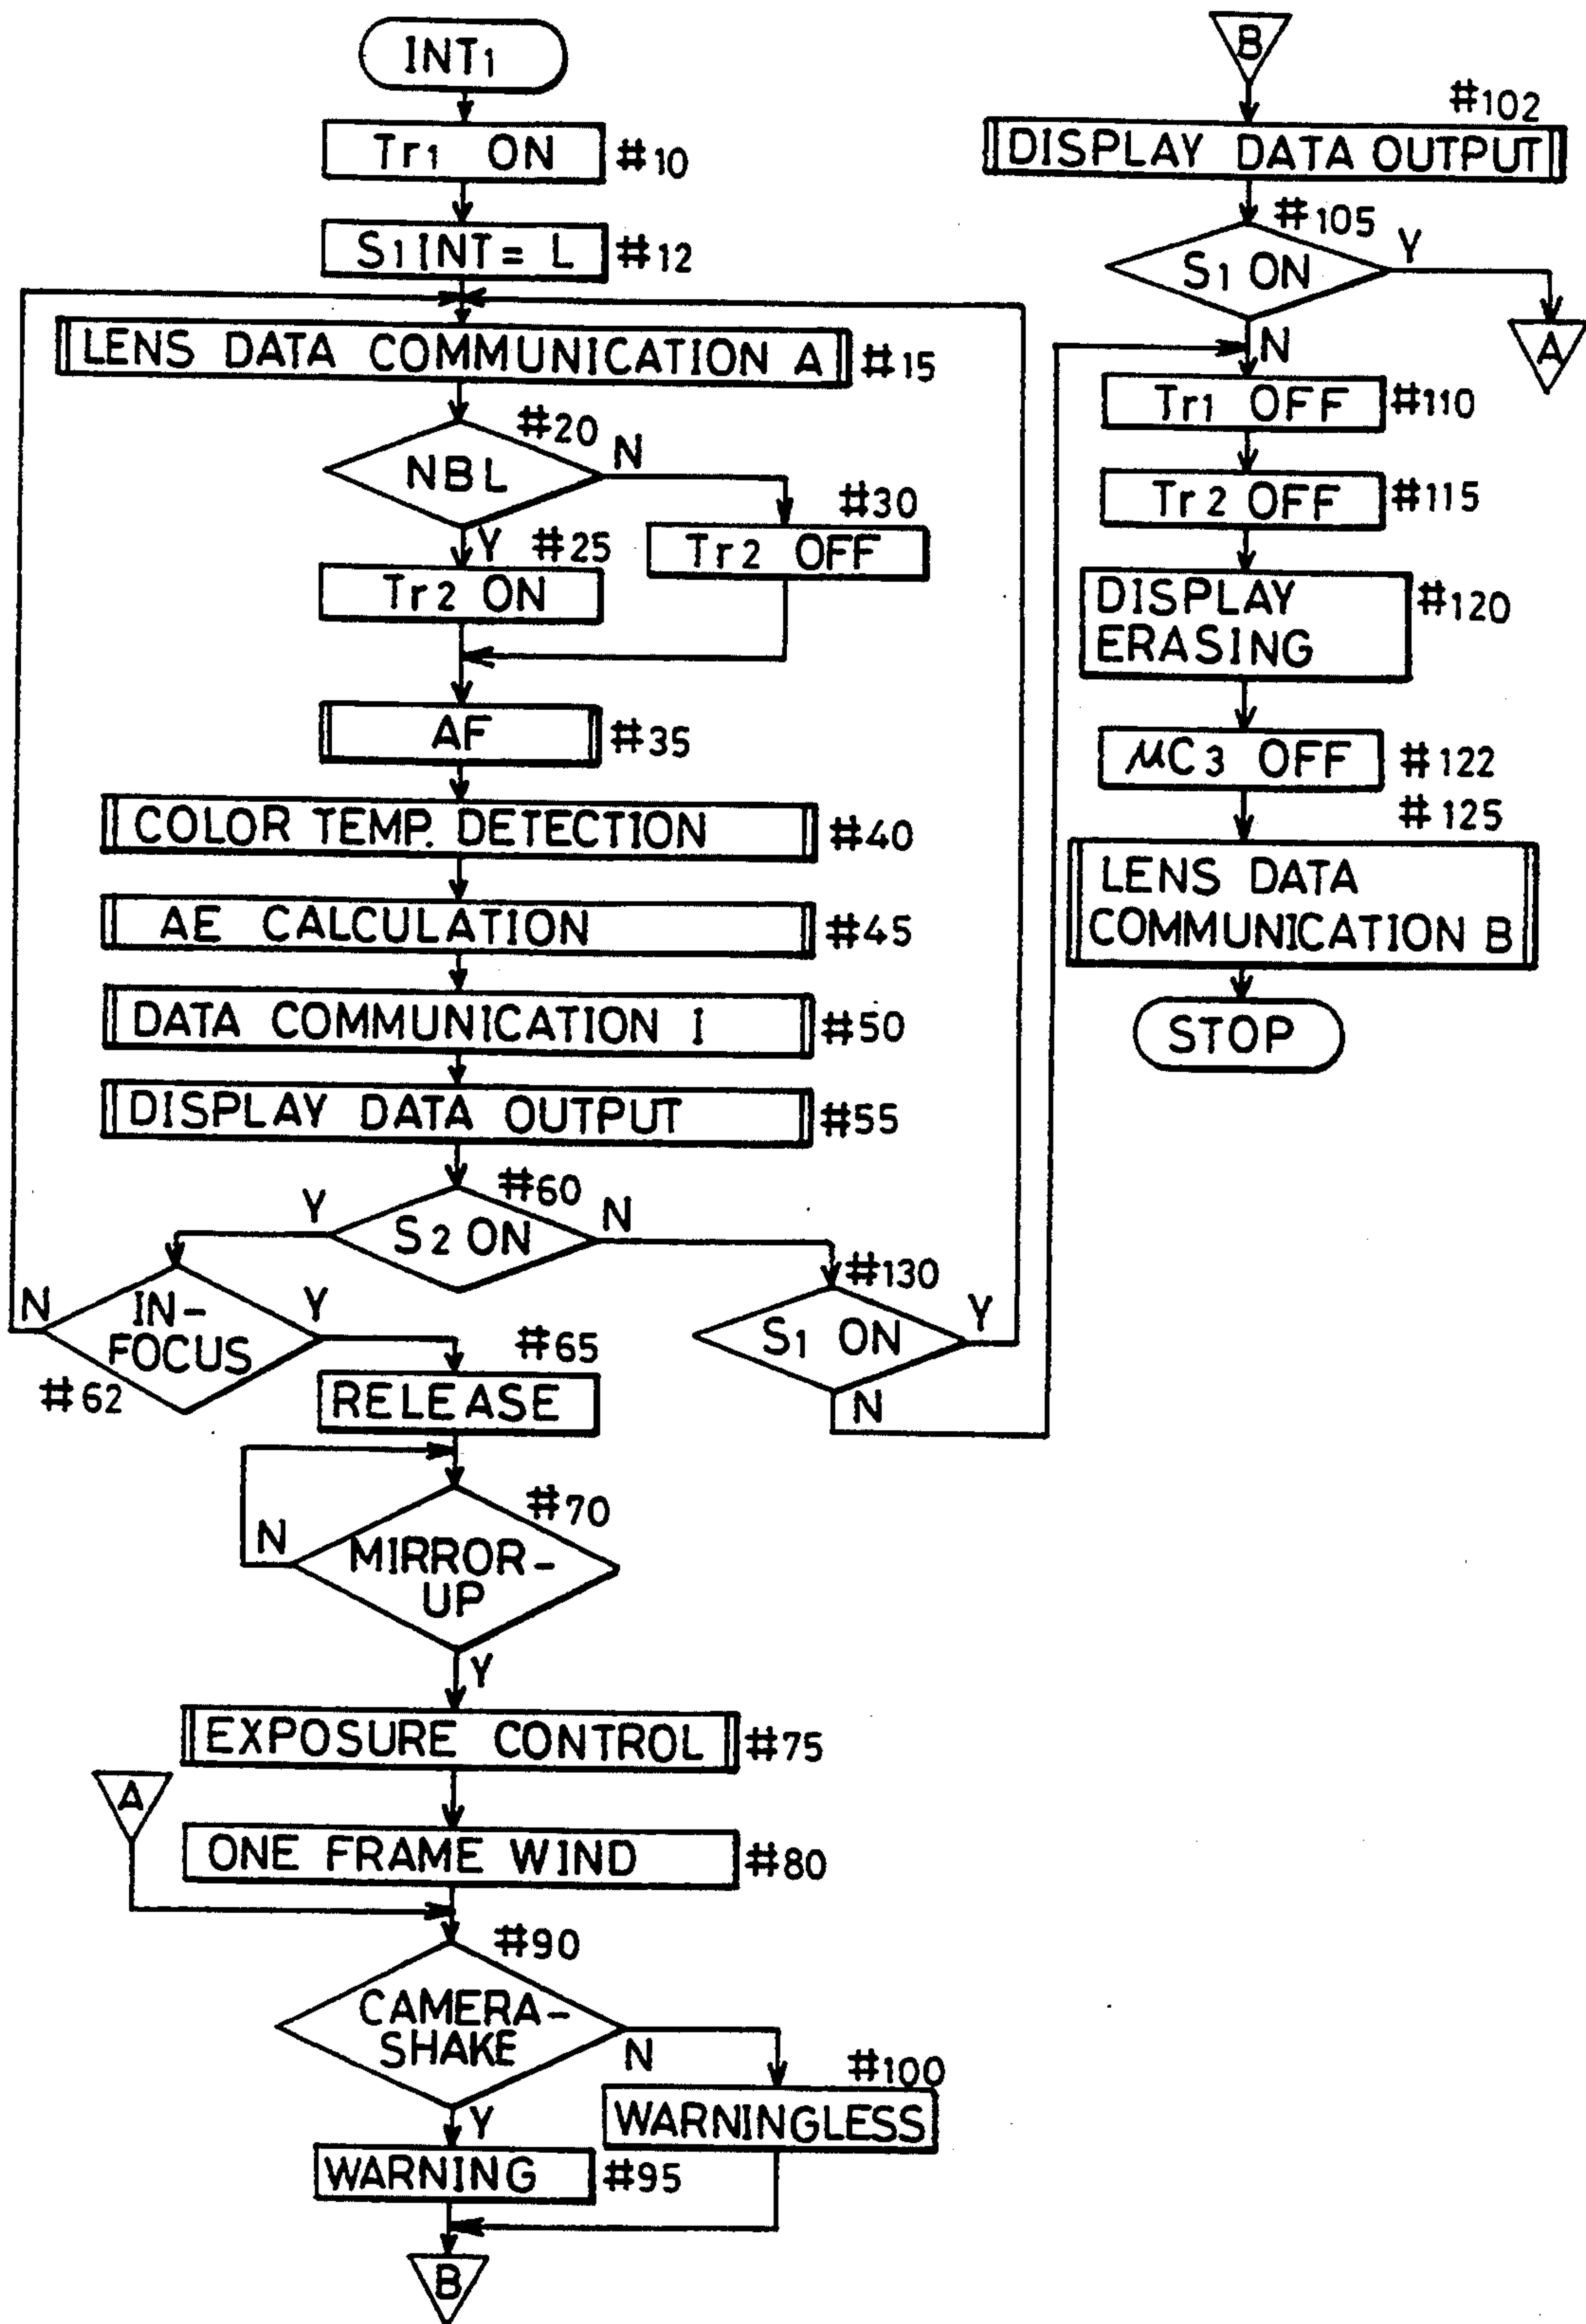 INT1
Tr1 ON #10
S1INT= L #12
LENS DATA COMMUNICATION A #15
#20
NBL
N
Y
#25
Tr2 ON
#30
Tr2 OFF
AF #35
COLOR TEMP. DETECTION #40
AE CALCULATION #45
DATA COMMUNICATION I #50
DISPLAY DATA OUTPUT #55
#60
S2 ON
Y
N
IN-
FOCUS
N
Y
#62
#130
S1 ON
Y
N
#65
RELEASE
#70
MIRROR-
UP
N
Y
EXPOSURE CONTROL #75
A
ONE FRAME WIND #80
#90
CAMERA-
SHAKE
N
Y
#100
WARNINGLESS
WARNING #95
B
B
#102
DISPLAY DATA OUTPUT
#105
S1 ON
Y
A
N
Tr1 OFF #110
Tr2 OFF #115
DISPLAY
ERASING
#120
μC3 OFF #122
#125
LENS DATA
COMMUNICATION B
STOP